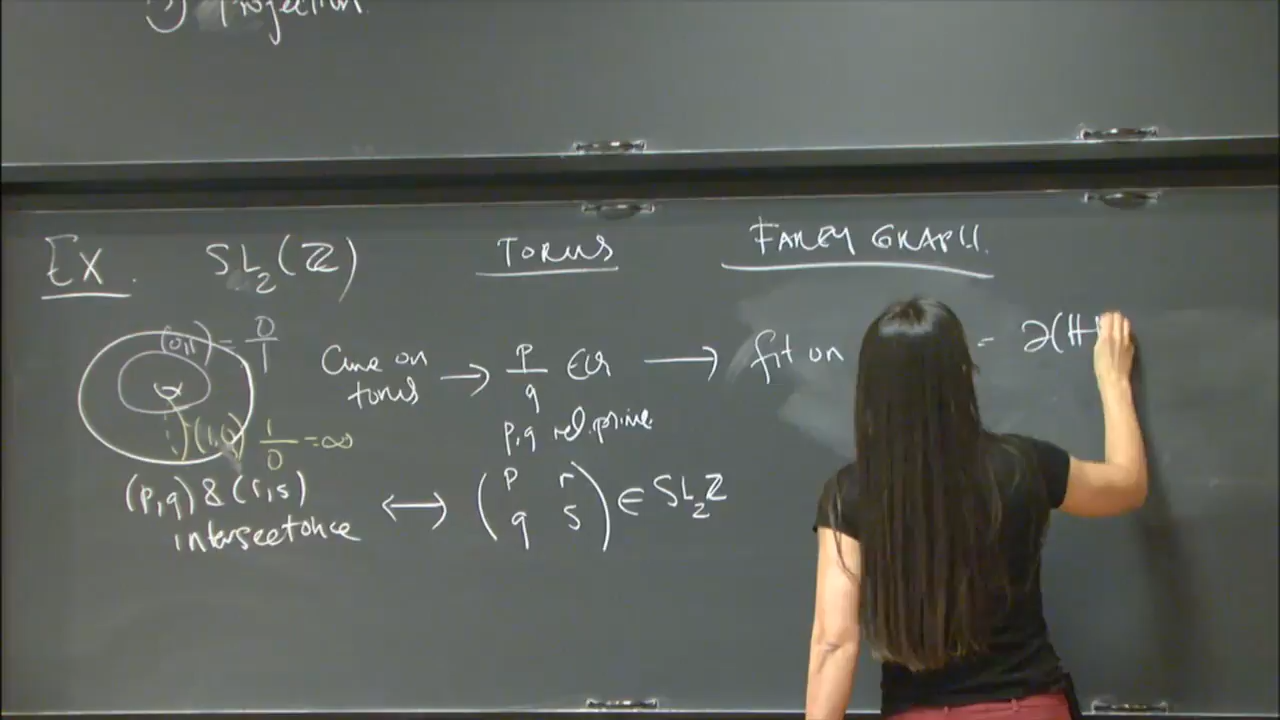 Projection.
Ex. SL₂(ℤ) TORUS FAREY GRAPH.
(0,1) = 0/1
Curve on torus → p/q ∈ ℚ → fit on = ∂(ℍ
p,q rel. prime.
(1,0) 1/0 = ∞
(p,q) & (r,s)
intersect once ↔ (p r
q s) ∈ SL₂ℤ